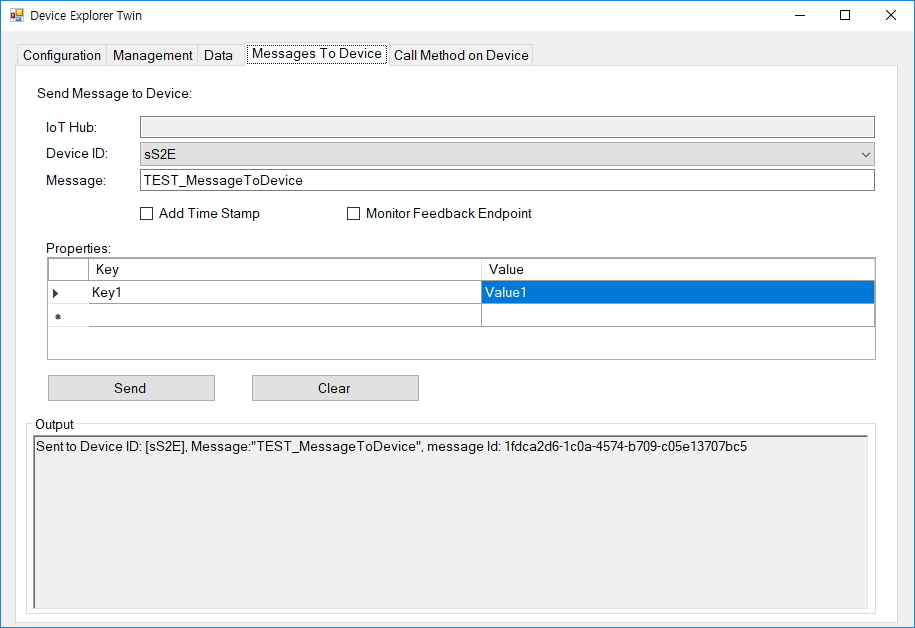 Device Explorer Twin
Configuration Management Data Messages To Device Call Method on Device
Send Message to Device:
IoT Hub:
Device ID: sS2E
Message: TEST_MessageToDevice
Add Time Stamp Monitor Feedback Endpoint
Properties:
Key Value
Key1 Value1
Send Clear
Output
Sent to Device ID: [sS2E], Message:"TEST_MessageToDevice", message Id: 1fdca2d6-1c0a-4574-b709-c05e13707bc5